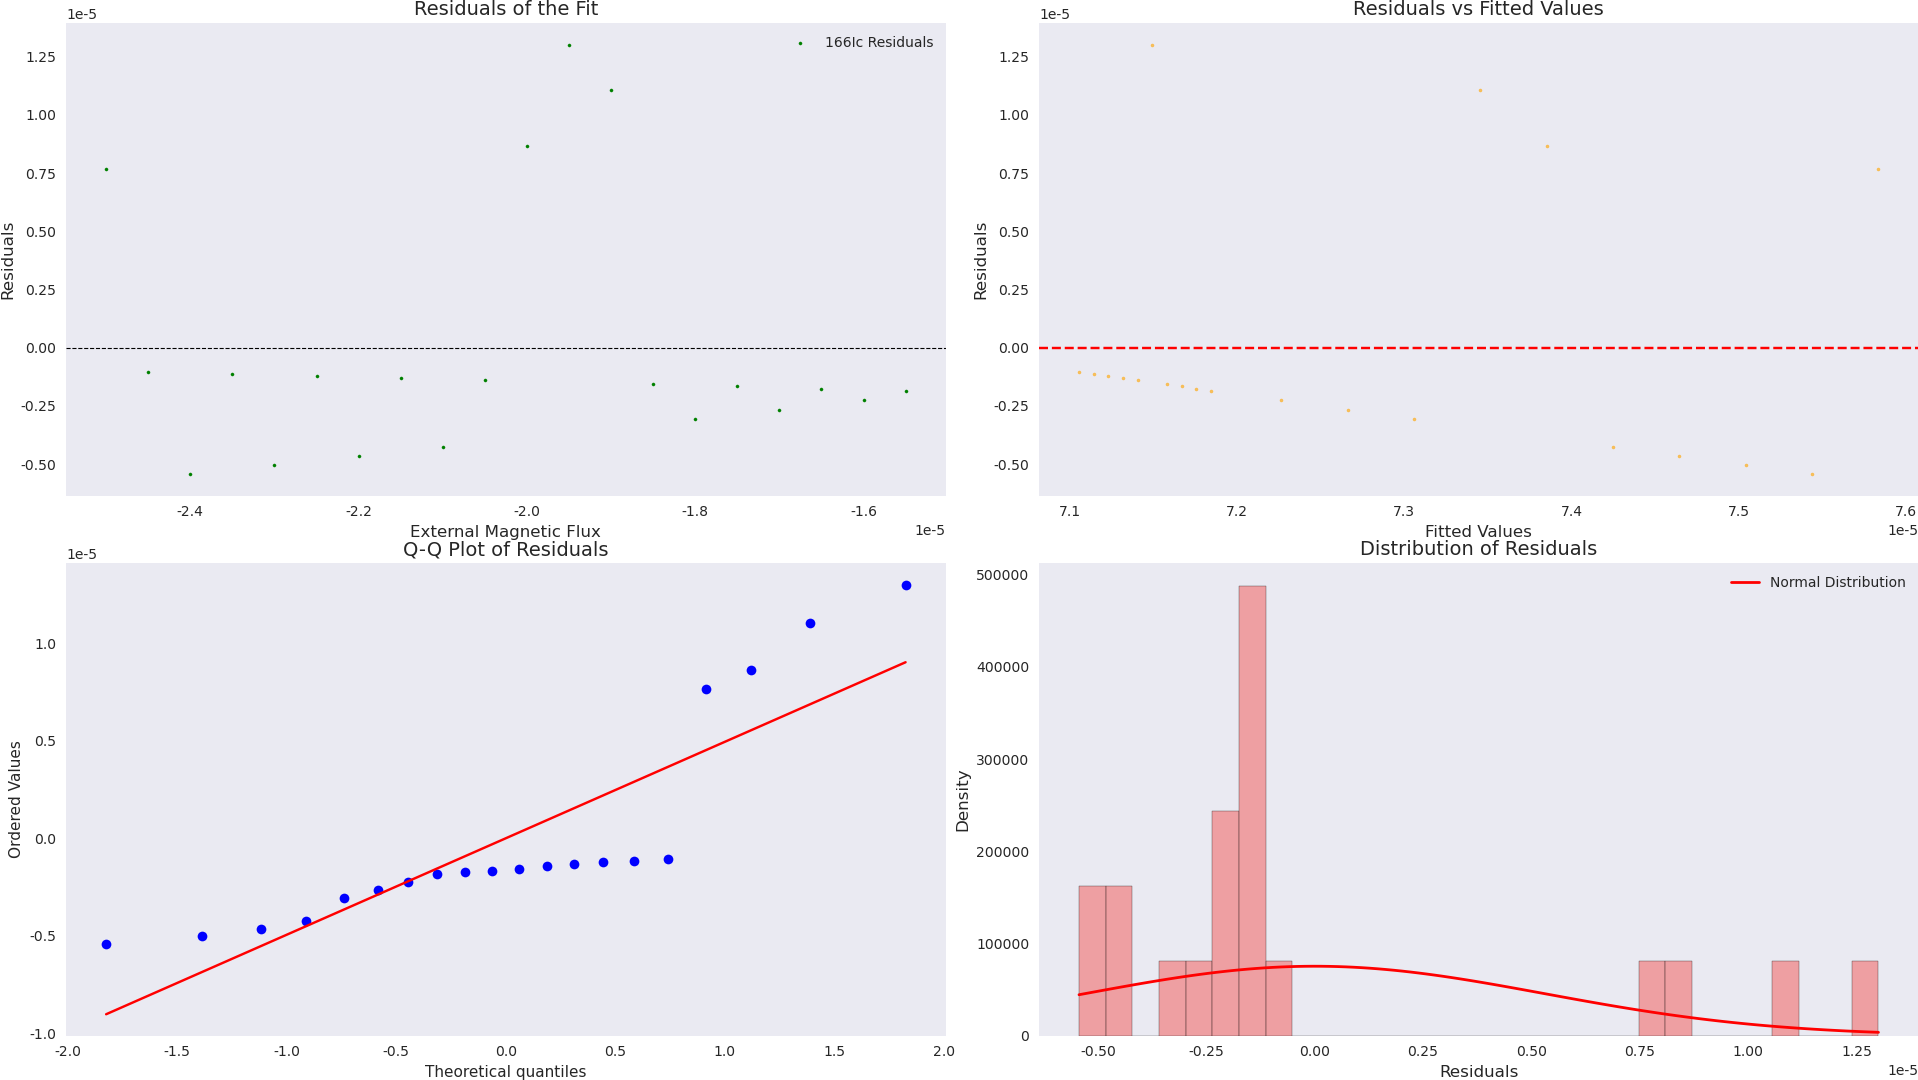 Residuals of the Fit
1e-5
166Ic Residuals
1.25
1.00
0.75
0.50
0.25
0.00
-0.25
-0.50
Residuals
-2.4 -2.2 -2.0 -1.8 -1.6
1e-5
External Magnetic Flux
Residuals vs Fitted Values
1e-5
1.25
1.00
0.75
0.50
0.25
0.00
-0.25
-0.50
Residuals
7.1 7.2 7.3 7.4 7.5 7.6
1e-5
Fitted Values
Q-Q Plot of Residuals
1e-5
1.0
0.5
0.0
-0.5
-1.0
Ordered Values
-2.0 -1.5 -1.0 -0.5 0.0 0.5 1.0 1.5 2.0
Theoretical quantiles
Distribution of Residuals
Normal Distribution
500000
400000
300000
200000
100000
0
Density
-0.50 -0.25 0.00 0.25 0.50 0.75 1.00 1.25
1e-5
Residuals